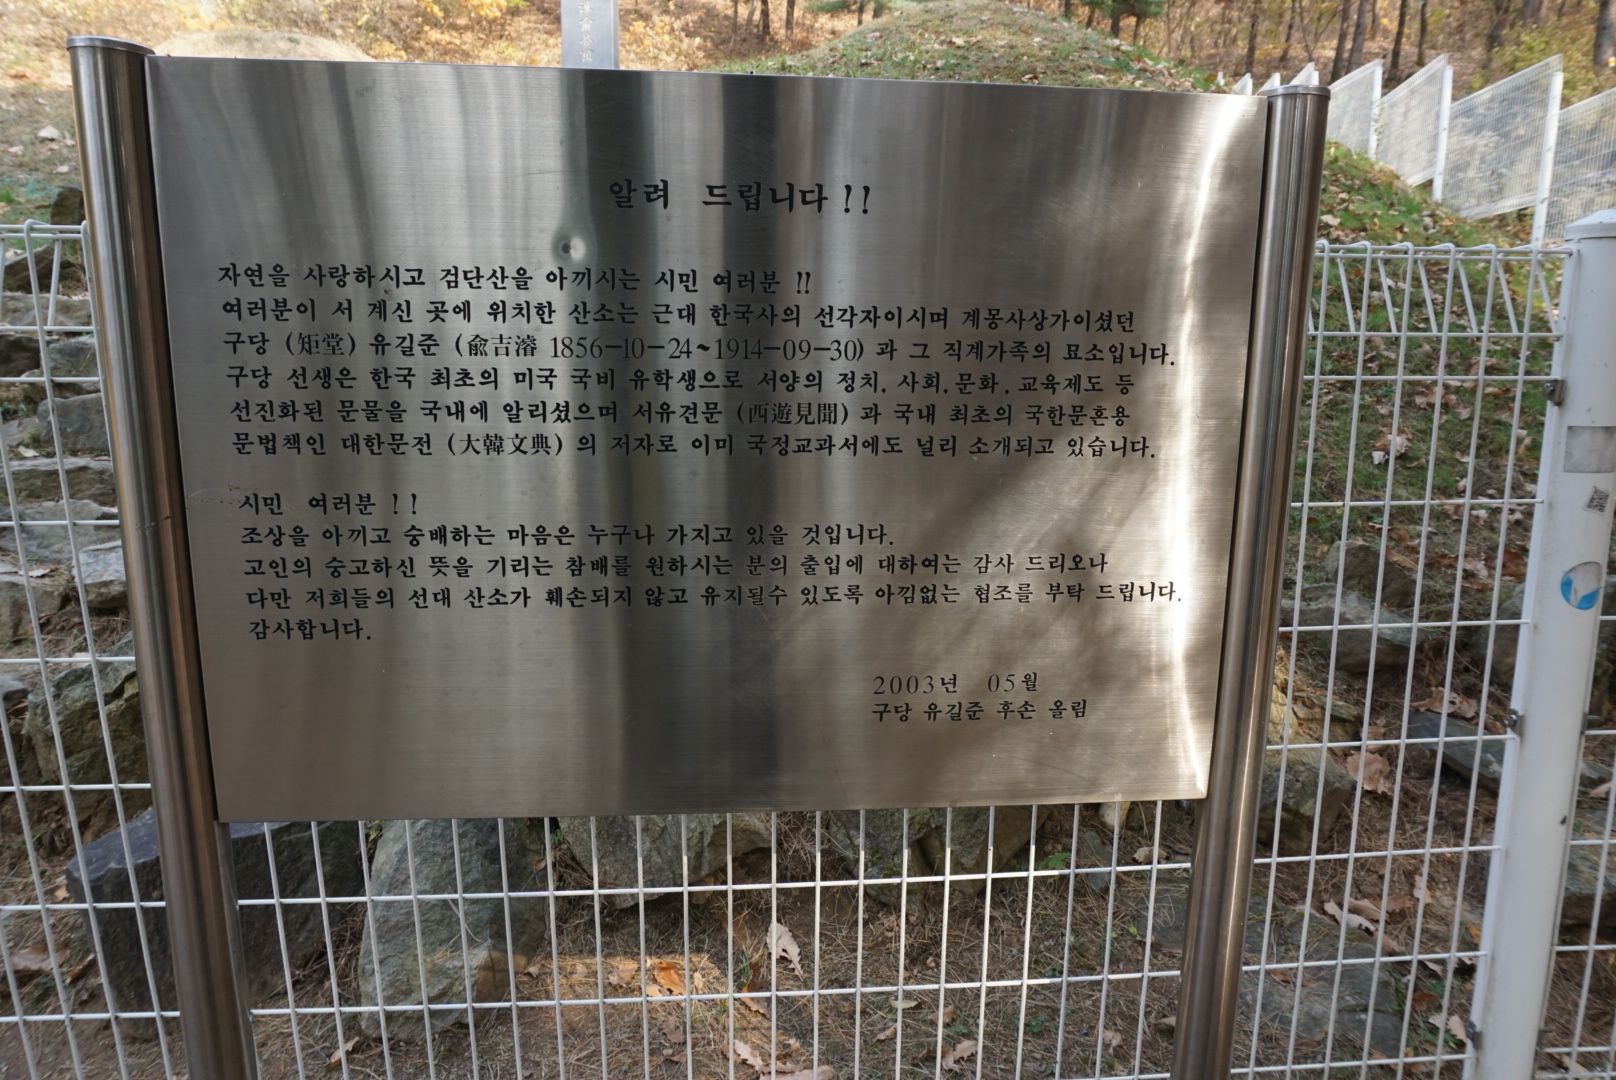 알려 드립니다 !!
자연을 사랑하시고 검단산을 아끼시는 시민 여러분 !!
여러분이 서 계신 곳에 위치한 산소는 근대 한국사의 선각자이시며 계몽사상가이셨던
구당 (矩堂) 유길준 (兪吉濬 1856-10-24~1914-09-30) 과 그 직계가족의 묘소입니다.
구당 선생은 한국 최초의 미국 국비 유학생으로 서양의 정치, 사회, 문화, 교육제도 등
선진화된 문물을 국내에 알리셨으며 서유견문 (西遊見聞) 과 국내 최초의 국한문혼용
문법책인 대한문전 (大韓文典) 의 저자로 이미 국정교과서에도 널리 소개되고 있습니다.
시민 여러분 !!
조상을 아끼고 숭배하는 마음은 누구나 가지고 있을 것입니다.
고인의 숭고하신 뜻을 기리는 참배를 원하시는 분의 출입에 대하여는 감사 드리오나
다만 저희들의 선대 산소가 훼손되지 않고 유지될수 있도록 아낌없는 협조를 부탁 드립니다.
감사합니다.
2003년 05월
구당 유길준 후손 올림